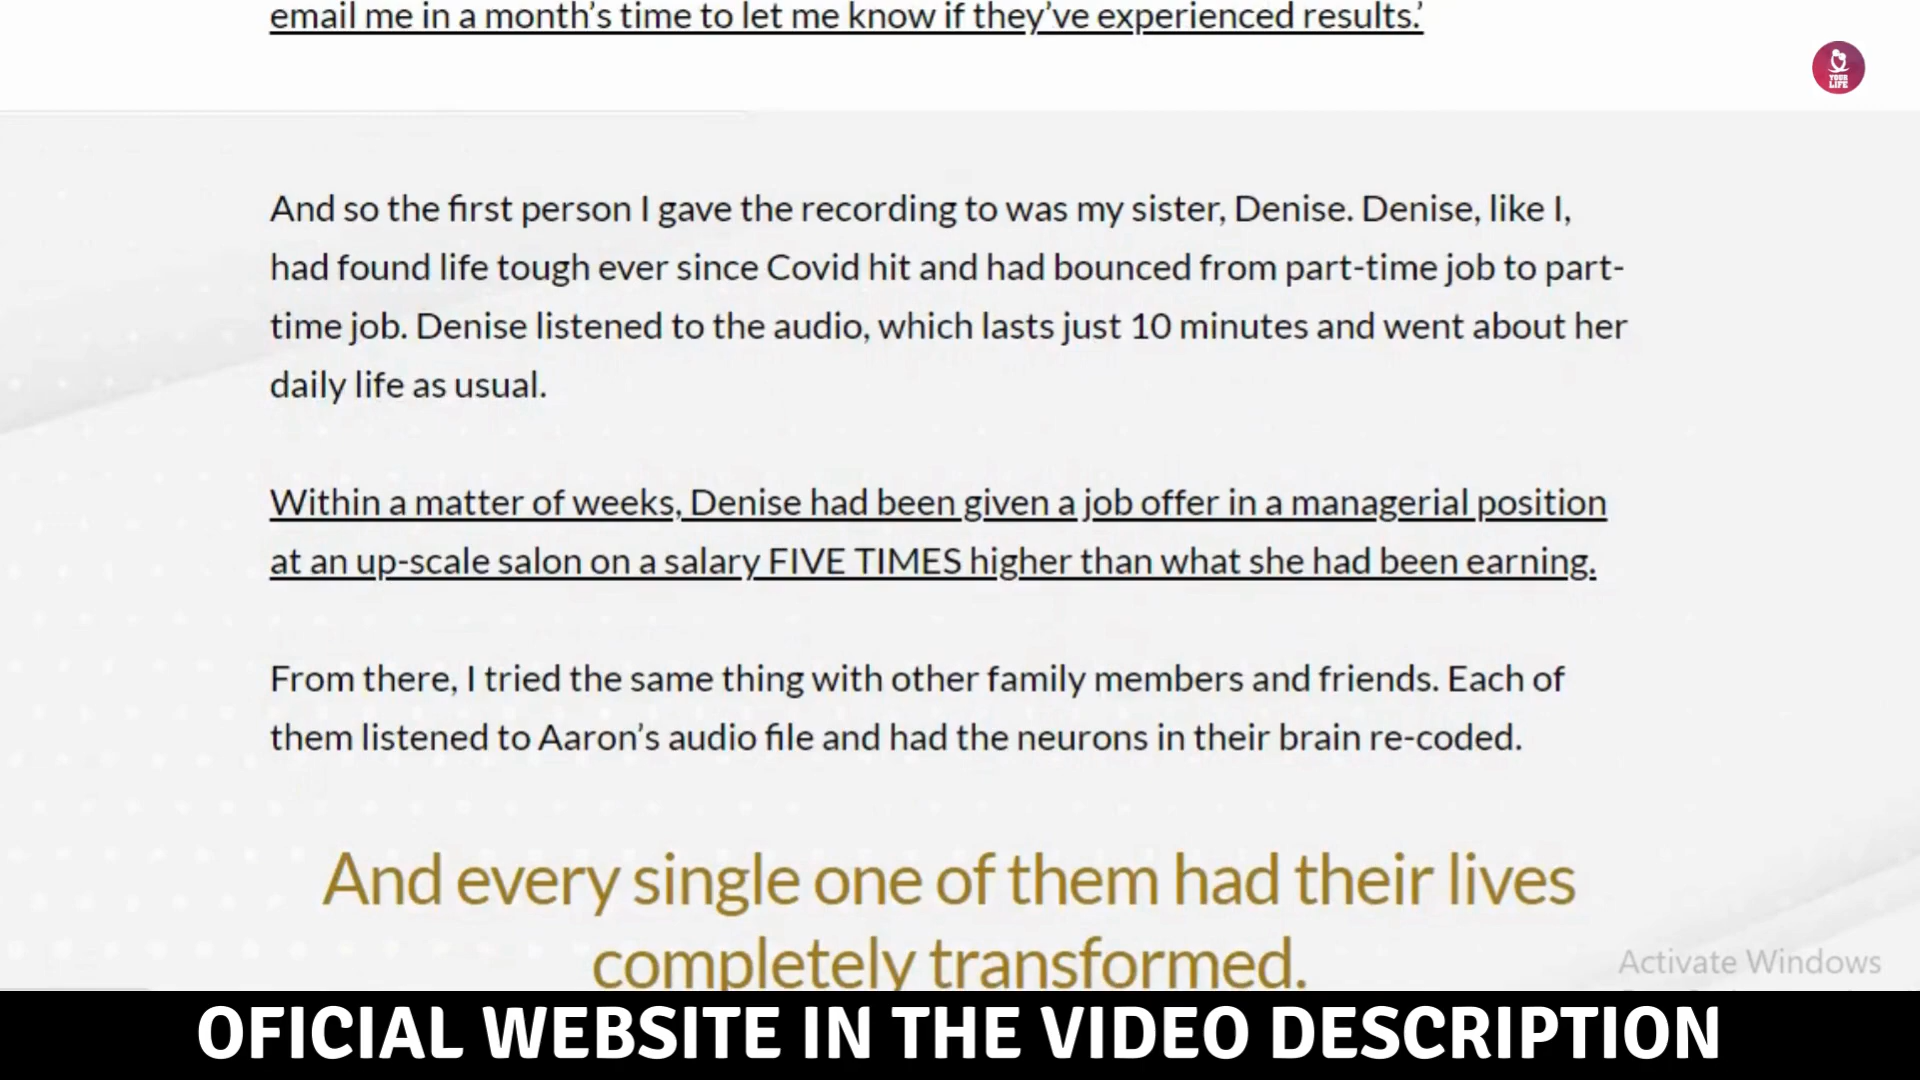 email me in a month’s time to let me know if they’ve experienced results.’
YOUR
LIFE
And so the first person I gave the recording to was my sister, Denise. Denise, like I,
had found life tough ever since Covid hit and had bounced from part-time job to part-
time job. Denise listened to the audio, which lasts just 10 minutes and went about her
daily life as usual.
Within a matter of weeks, Denise had been given a job offer in a managerial position
at an up-scale salon on a salary FIVE TIMES higher than what she had been earning.
From there, I tried the same thing with other family members and friends. Each of
them listened to Aaron’s audio file and had the neurons in their brain re-coded.
And every single one of them had their lives
completely transformed.
Activate Windows
OFICIAL WEBSITE IN THE VIDEO DESCRIPTION